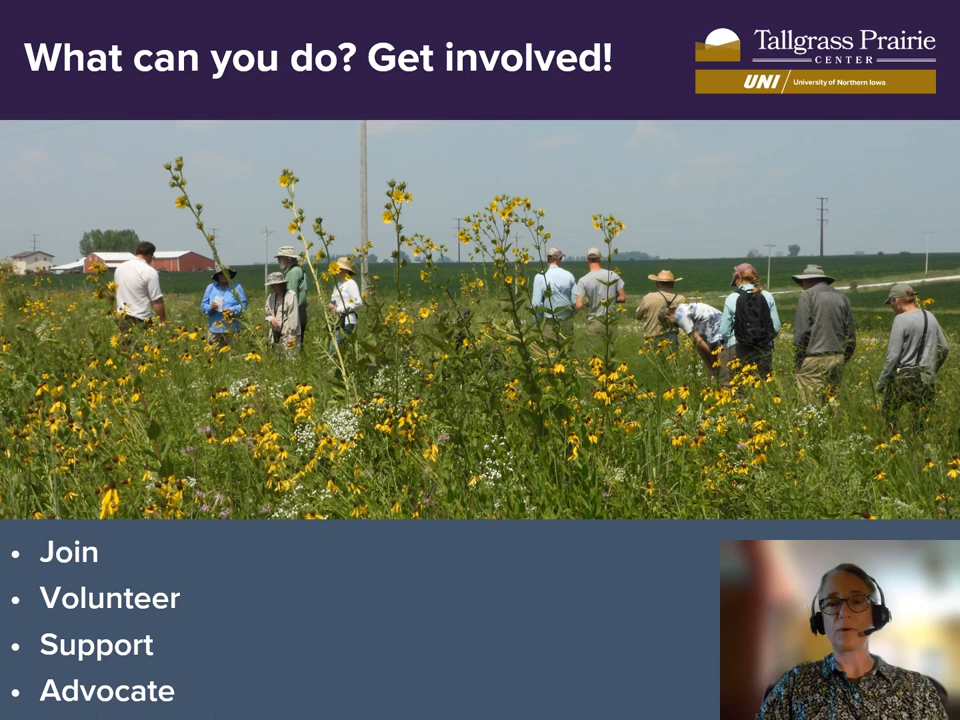 What can you do? Get involved!
Tallgrass Prairie
CENTER
UNI University of Northern Iowa
• Join
• Volunteer
• Support
• Advocate